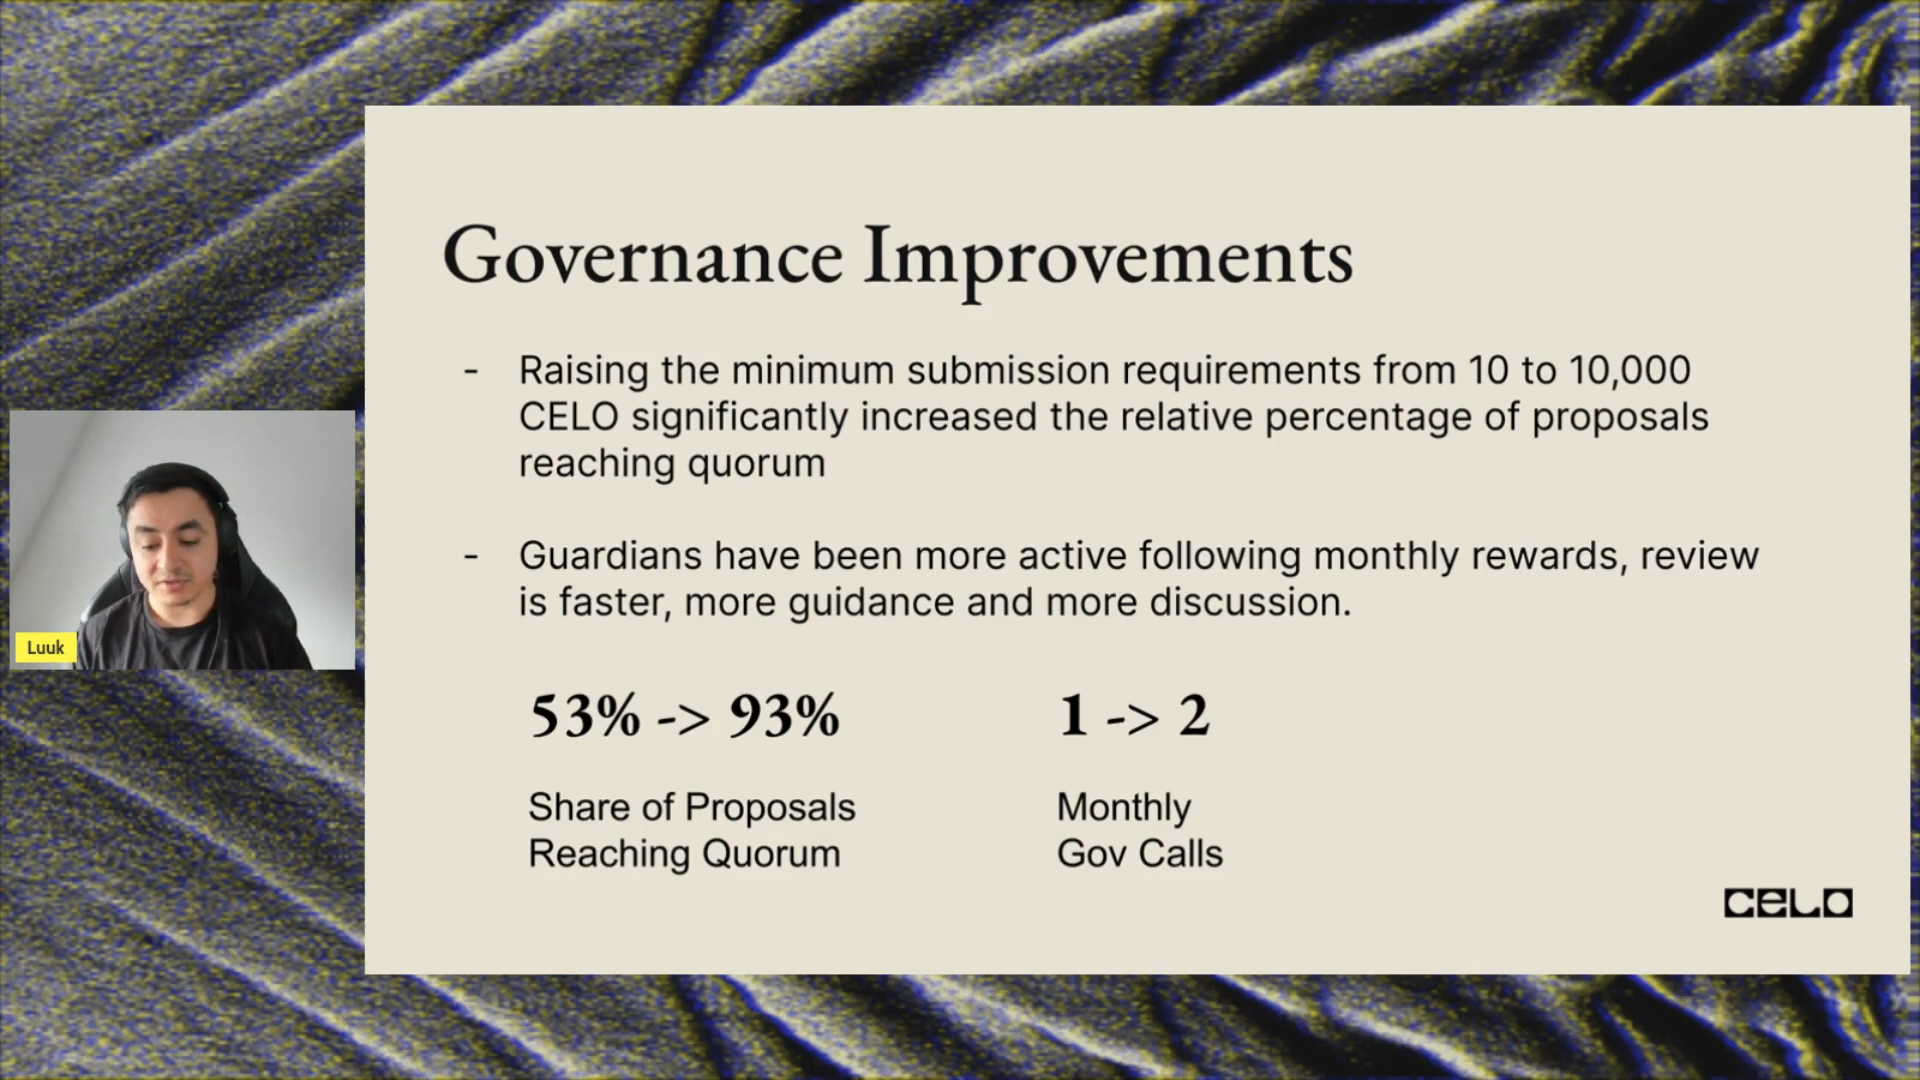 Governance Improvements
- Raising the minimum submission requirements from 10 to 10,000
CELO significantly increased the relative percentage of proposals
reaching quorum
- Guardians have been more active following monthly rewards, review
is faster, more guidance and more discussion.
53% -> 93%
Share of Proposals
Reaching Quorum
1 -> 2
Monthly
Gov Calls
CELO
Luuk